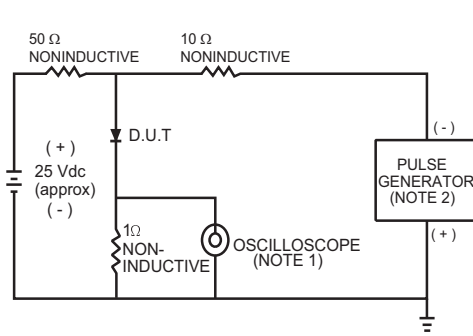 50 Ω
NONINDUCTIVE
10 Ω
NONINDUCTIVE
D.U.T
( + )
25 Vdc
(approx)
( - )
( - )
PULSE
GENERATOR
(NOTE 2)
( + )
1Ω
NON-
INDUCTIVE
OSCILLOSCOPE
(NOTE 1)